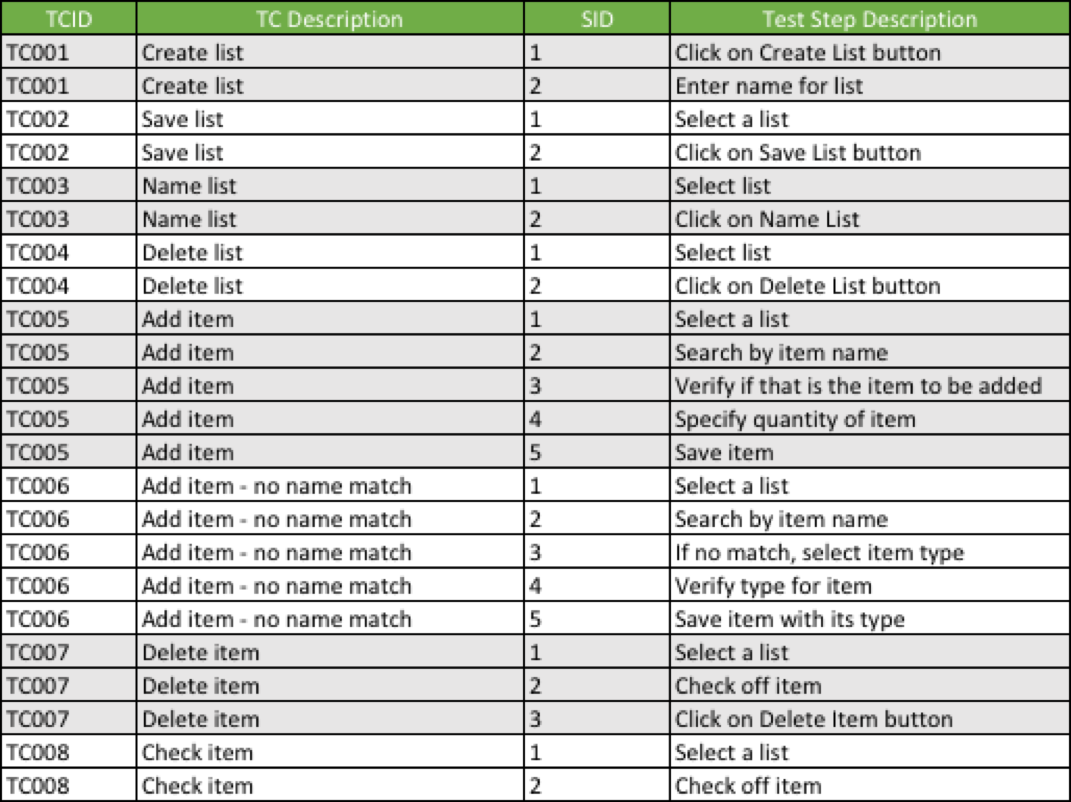 TCID TC Description SID Test Step Description
TC001 Create list 1 Click on Create List button
TC001 Create list 2 Enter name for list
TC002 Save list 1 Select a list
TC002 Save list 2 Click on Save List button
TC003 Name list 1 Select list
TC003 Name list 2 Click on Name List
TC004 Delete list 1 Select list
TC004 Delete list 2 Click on Delete List button
TC005 Add item 1 Select a list
TC005 Add item 2 Search by item name
TC005 Add item 3 Verify if that is the item to be added
TC005 Add item 4 Specify quantity of item
TC005 Add item 5 Save item
TC006 Add item - no name match 1 Select a list
TC006 Add item - no name match 2 Search by item name
TC006 Add item - no name match 3 If no match, select item type
TC006 Add item - no name match 4 Verify type for item
TC006 Add item - no name match 5 Save item with its type
TC007 Delete item 1 Select a list
TC007 Delete item 2 Check off item
TC007 Delete item 3 Click on Delete Item button
TC008 Check item 1 Select a list
TC008 Check item 2 Check off item